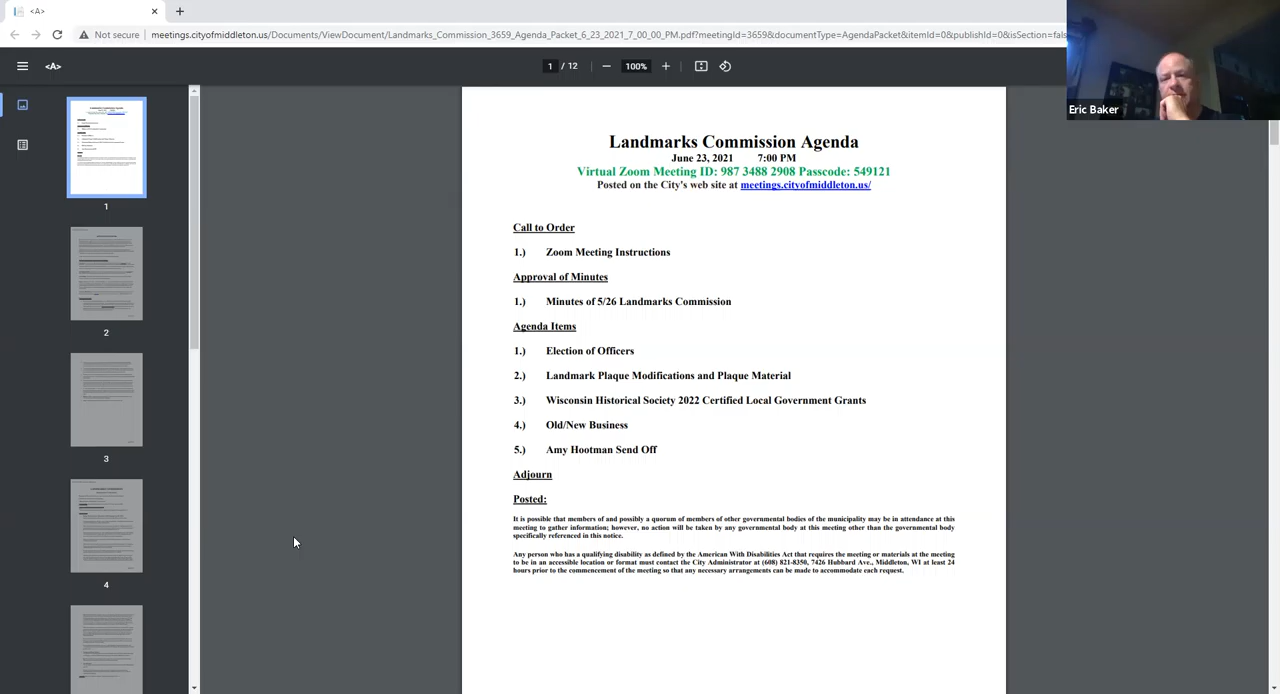 <A>
Not secure
meetings.cityofmiddleton.us/Documents/ViewDocument/Landmarks_Commission_3659_Agenda_Packet_6_23_2021_7_00_00_PM.pdf?meetingId=3659&documentType=AgendaPacket&itemId=0&publishId=0&isSection=fals
<A>
1 / 12
100%
Eric Baker
1
2
3
4
Landmarks Commission Agenda
June 23, 2021 7:00 PM
Virtual Zoom Meeting ID: 987 3488 2908 Passcode: 549121
Posted on the City's web site at meetings.cityofmiddleton.us/
Call to Order
1.) Zoom Meeting Instructions
Approval of Minutes
1.) Minutes of 5/26 Landmarks Commission
Agenda Items
1.) Election of Officers
2.) Landmark Plaque Modifications and Plaque Material
3.) Wisconsin Historical Society 2022 Certified Local Government Grants
4.) Old/New Business
5.) Amy Hootman Send Off
Adjourn
Posted:
It is possible that members of and possibly a quorum of members of other governmental bodies of the municipality may be in attendance at this
meeting to gather information; however, no action will be taken by any governmental body at this meeting other than the governmental body
specifically referenced in this notice.
Any person who has a qualifying disability as defined by the American With Disabilities Act that requires the meeting or materials at the meeting
to be in an accessible location or format must contact the City Administrator at (608) 821-8350, 7426 Hubbard Ave., Middleton, WI at least 24
hours prior to the commencement of the meeting so that any necessary arrangements can be made to accommodate each request.